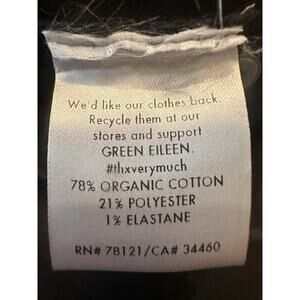 We'd like our clothes back.
Recycle them at our
stores and support
GREEN EILEEN.
#thxverymuch
78% ORGANIC COTTON
21% POLYESTER
1% ELASTANE
RN# 78121/CA# 34460